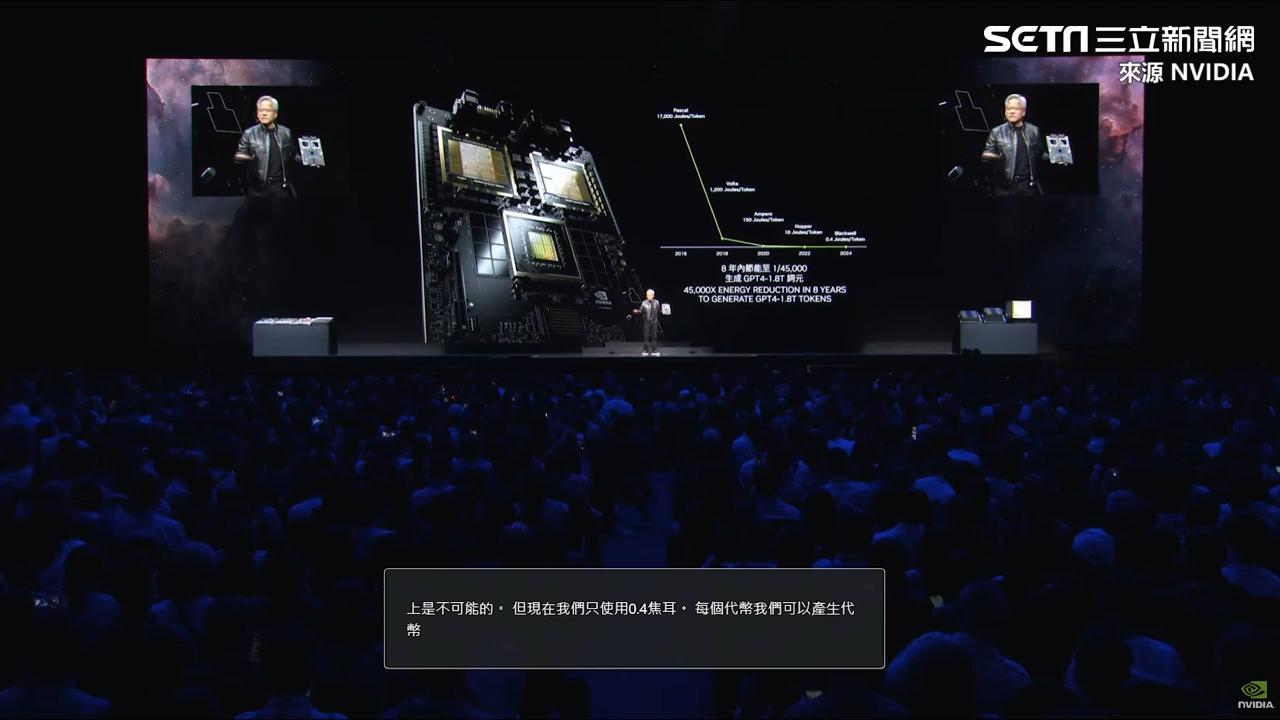 SETN三立新聞網
來源 NVIDIA
Pascal
17,000 Joules/Token
Volta
1,200 Joules/Token
Ampere
150 Joules/Token
Hopper
10 Joules/Token
Blackwell
0.4 Joules/Token
2016 2018 2020 2022 2024
8 年內節能至 1/45,000
生成 GPT4-1.8T 詞元
45,000X ENERGY REDUCTION IN 8 YEARS
TO GENERATE GPT4-1.8T TOKENS
NVIDIA
上是不可能的。 但現在我們只使用0.4焦耳。 每個代幣我們可以產生代
幣
NVIDIA